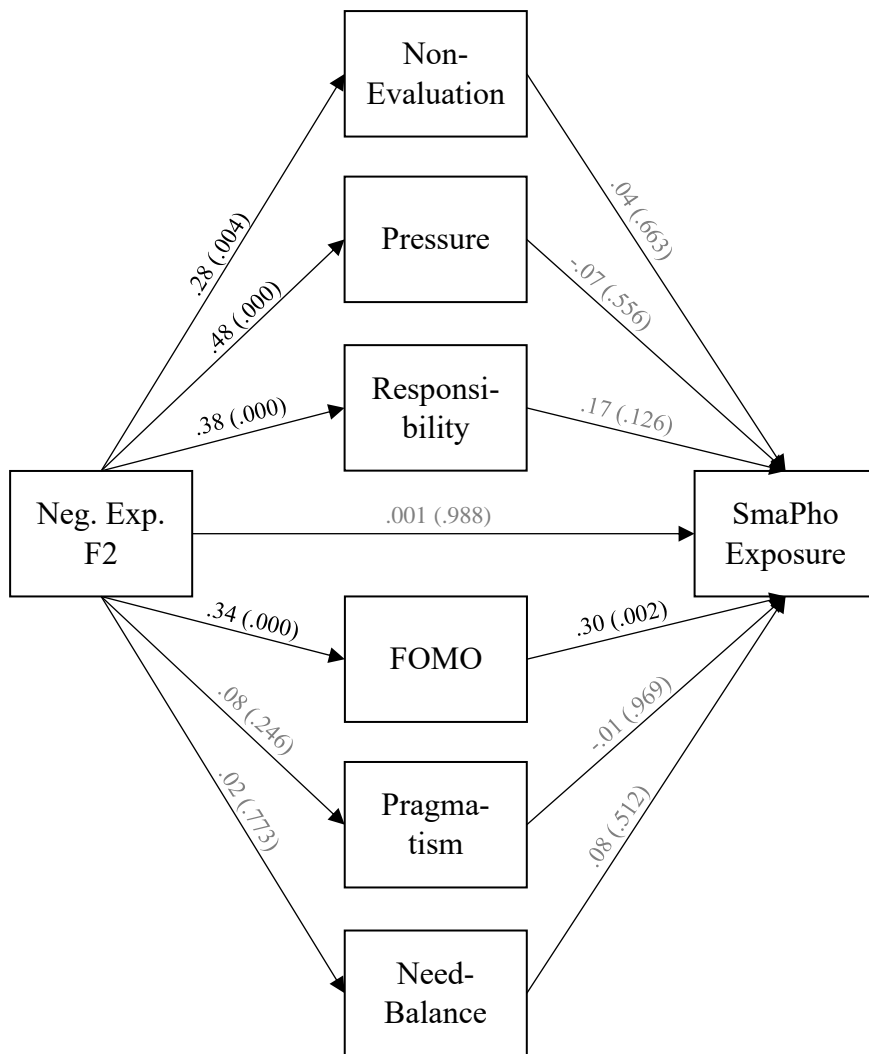 Non-
Evaluation
.28 (.004)
.04 (.663)
Pressure
.48 (.000)
-.07 (.556)
Responsi-
bility
.38 (.000)
.17 (.126)
Neg. Exp.
F2
.001 (.988)
SmaPho
Exposure
.34 (.000)
FOMO
.30 (.002)
.08 (.246)
Pragma-
tism
-.01 (.969)
.02 (.773)
Need-
Balance
.08 (.512)